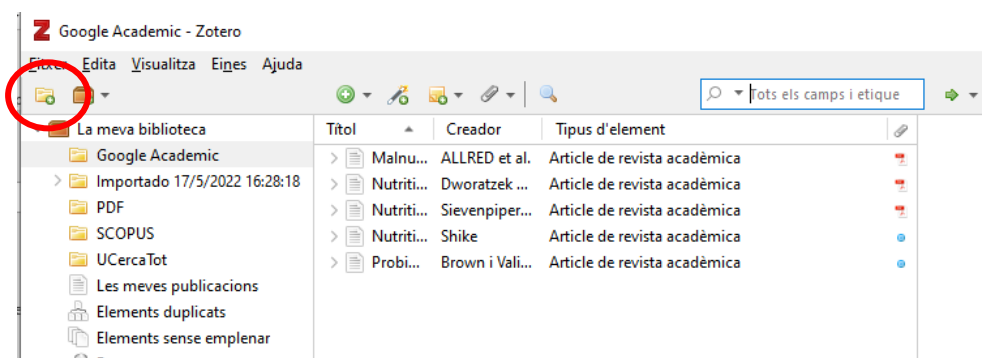 Google Academic - Zotero
Edita Visualitza Eines Ajuda
Tots els camps i etique
La meva biblioteca
Google Academic
Importado 17/5/2022 16:28:18
PDF
SCOPUS
UCercaTot
Les meves publicacions
Elements duplicats
Elements sense emplenar
Títol Creador Tipus d'element
Malnu... ALLRED et al. Article de revista acadèmica
Nutriti... Dworatzek ... Article de revista acadèmica
Nutriti... Sievenpiper... Article de revista acadèmica
Nutriti... Shike Article de revista acadèmica
Probi... Brown i Vali... Article de revista acadèmica